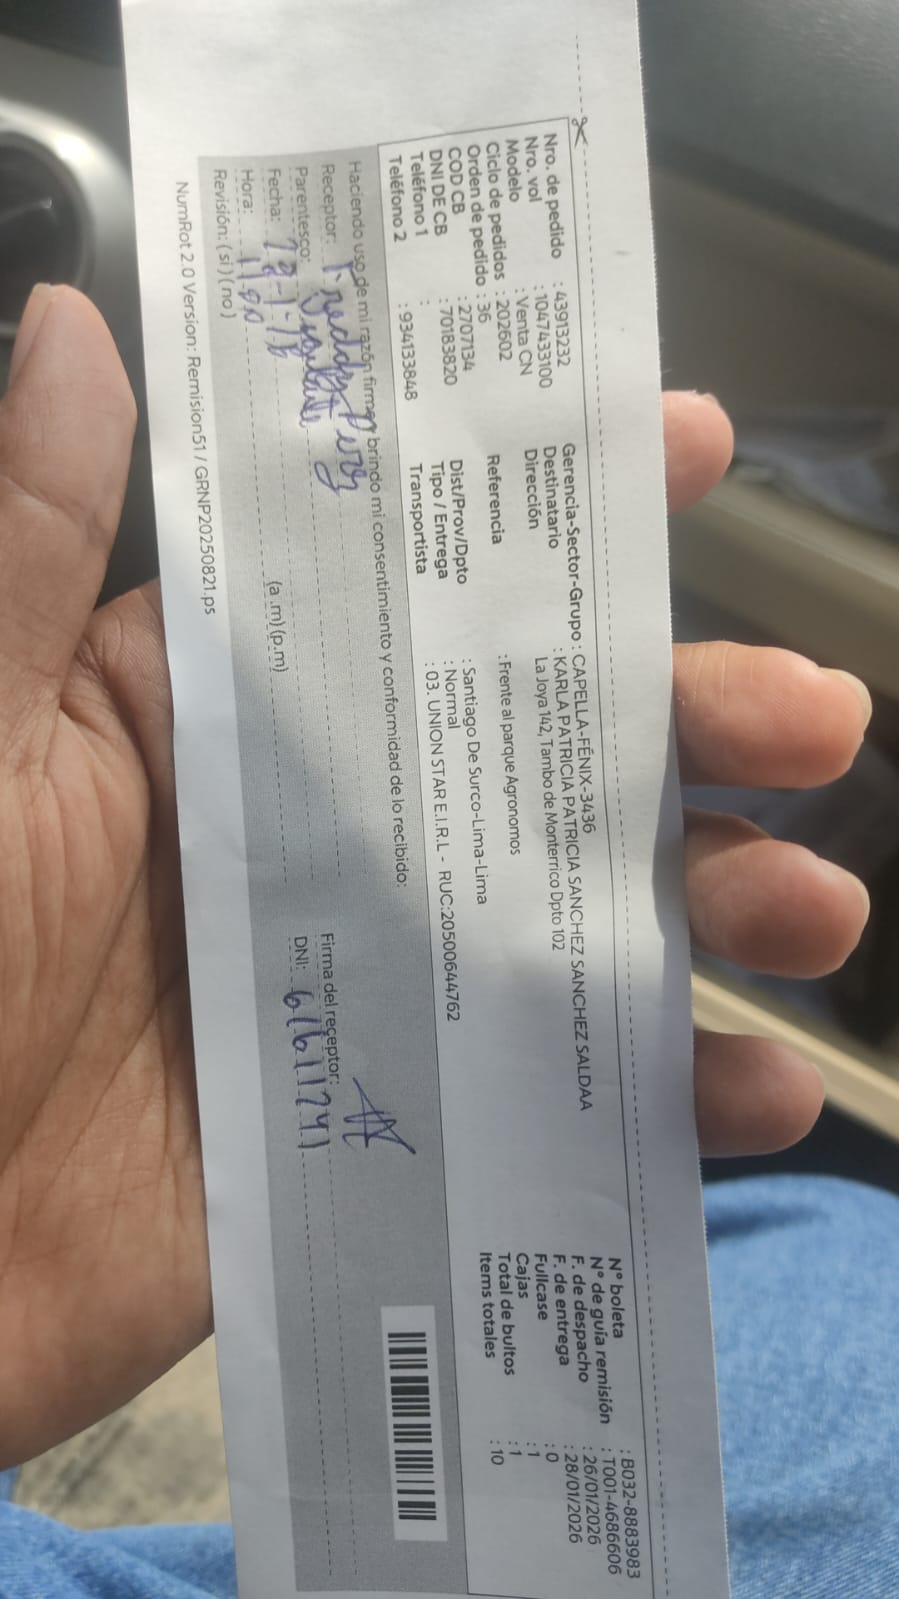 Nro. de pedido : 43913232
Nro. vol : 1047433100
Modelo : Venta CN
Ciclo de pedidos : 202602
Orden de pedido : 36
COD CB : 2707134
DNI DE CB : 70183820
Teléfono 1 :
Teléfono 2 : 934133848
Gerencia-Sector-Grupo : CAPELLA-FÉNIX-3436
Destinatario : KARLA PATRICIA PATRICIA SANCHEZ SANCHEZ SALDAA
Dirección La Joya 142, Tambo de Monterrico Dpto 102
Referencia : Frente al parque Agronomos
Dist/Prov/Dpto : Santiago De Surco-Lima-Lima
Tipo / Entrega : Normal
Transportista : 03. UNION STAR E.I.R.L - RUC:20500644762
N° boleta : B032-8883983
N° de guía remisión : T001-4686606
F. de despacho : 26/01/2026
F. de entrega : 28/01/2026
Fullcase : 0
Cajas : 1
Total de bultos : 1
Items totales : 10
Haciendo uso de mi razón firmo y brindo mi consentimiento y conformidad de lo recibido:
Receptor: Freddy
Parentesco:
Fecha:
Hora: 11:00 (a .m) (p.m)
Revisión: (si) (no)
Firma del receptor:
DNI:
NumRot 2.0 Version: Remision51 / GRNP20250821.ps